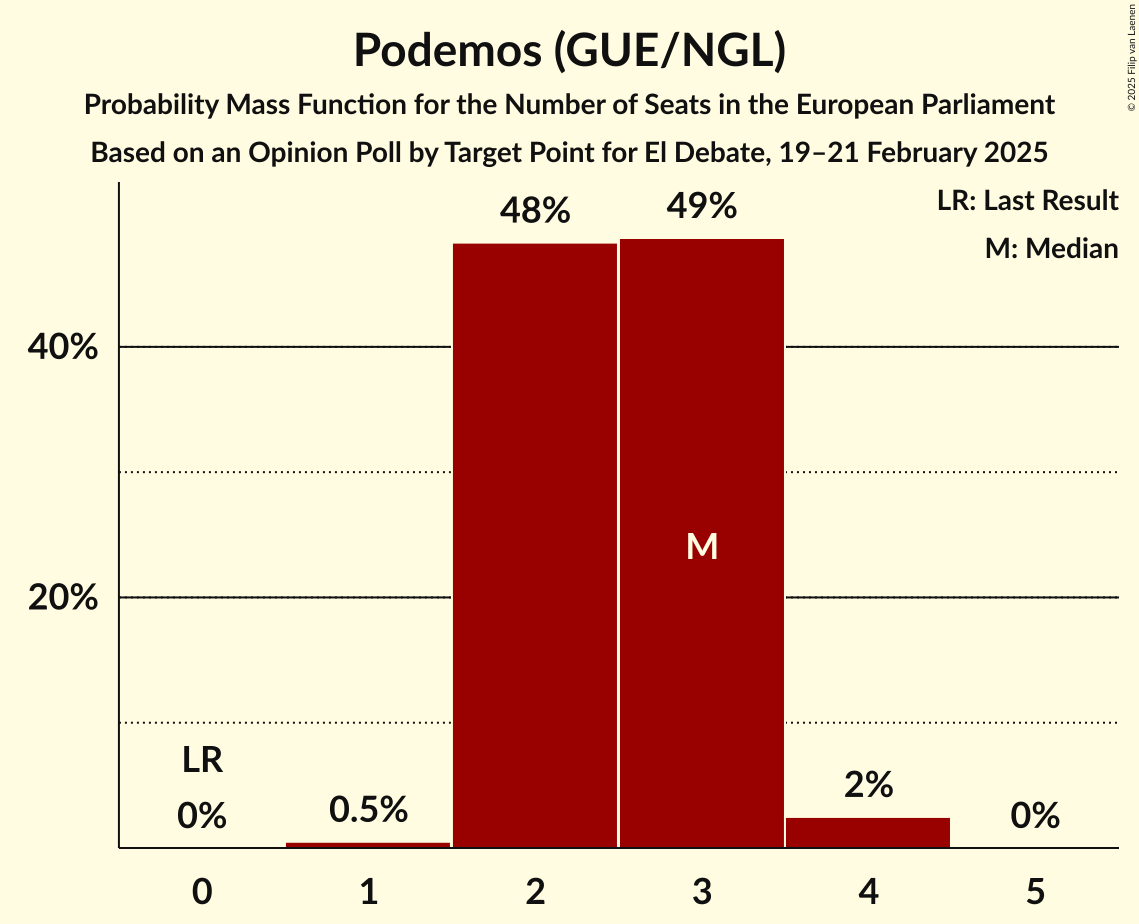 Podemos (GUE/NGL)
Probability Mass Function for the Number of Seats in the European Parliament
Based on an Opinion Poll by Target Point for El Debate, 19–21 February 2025
© 2025 Filip van Laenen
LR: Last Result
M: Median
48%
49%
40%
M
20%
LR
0%
0.5%
2%
0%
0
1
2
3
4
5